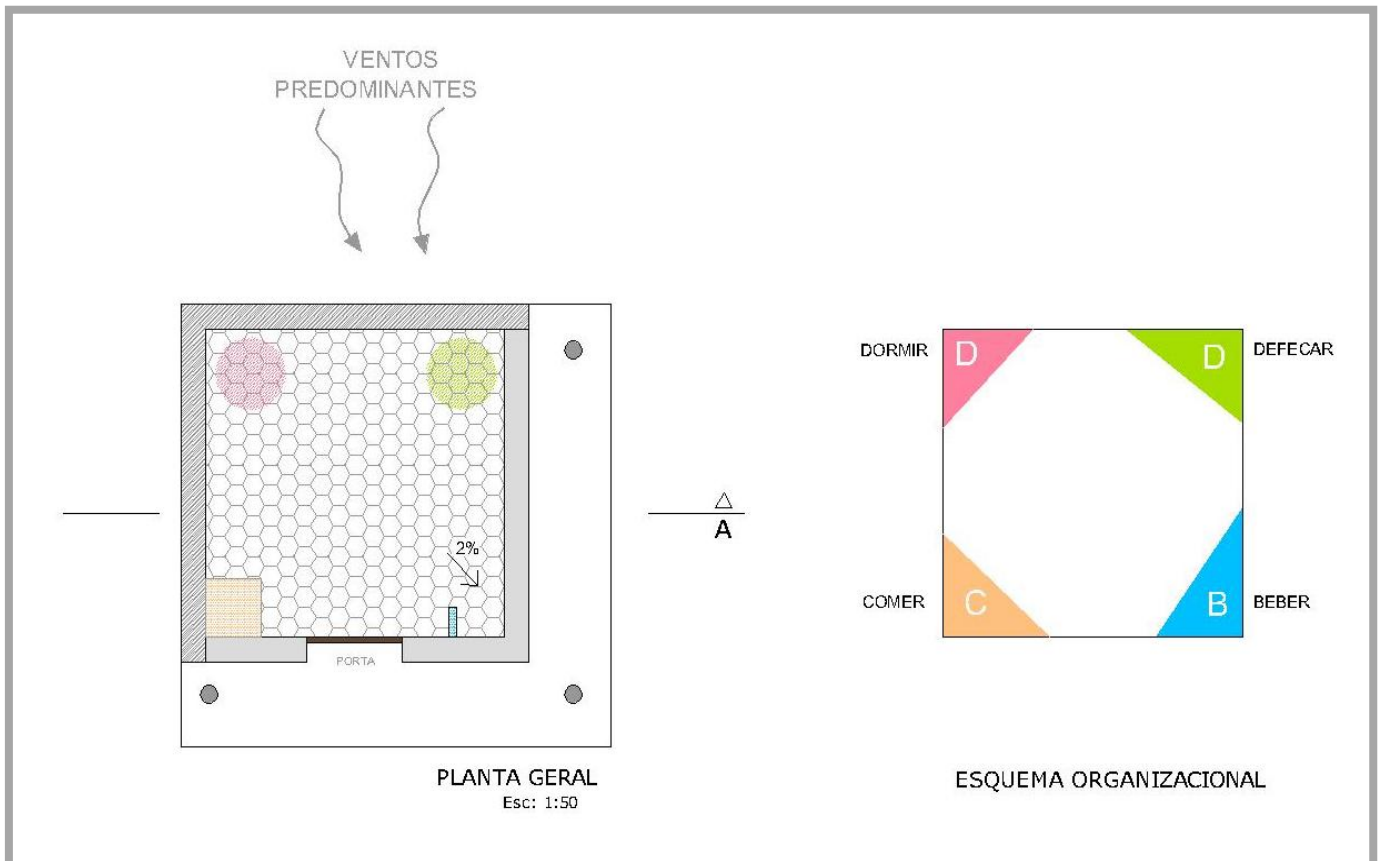 VENTOS
PREDOMINANTES
2%
PORTA
A
PLANTA GERAL
Esc: 1:50
DORMIR
D
D
DEFECAR
COMER
C
B
BEBER
ESQUEMA ORGANIZACIONAL